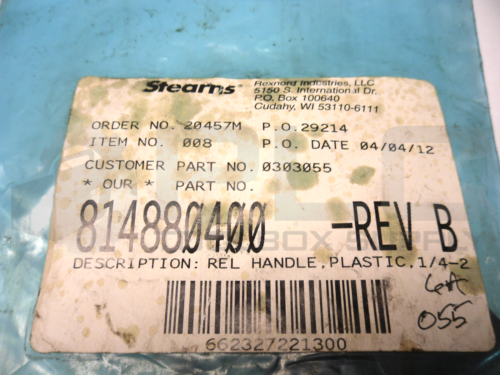 Stearns®
Rexnord Industries, LLC
5150 S. International Dr.
P.O. Box 100640
Cudahy, WI 53110-6111
ORDER NO. 20457M P.O.29214
ITEM NO. 008 P.O. DATE 04/04/12
CUSTOMER PART NO. 0303055
* OUR * PART NO.
814880400 -REV B
DESCRIPTION: REL HANDLE,PLASTIC,1/4-2
055
662327221300